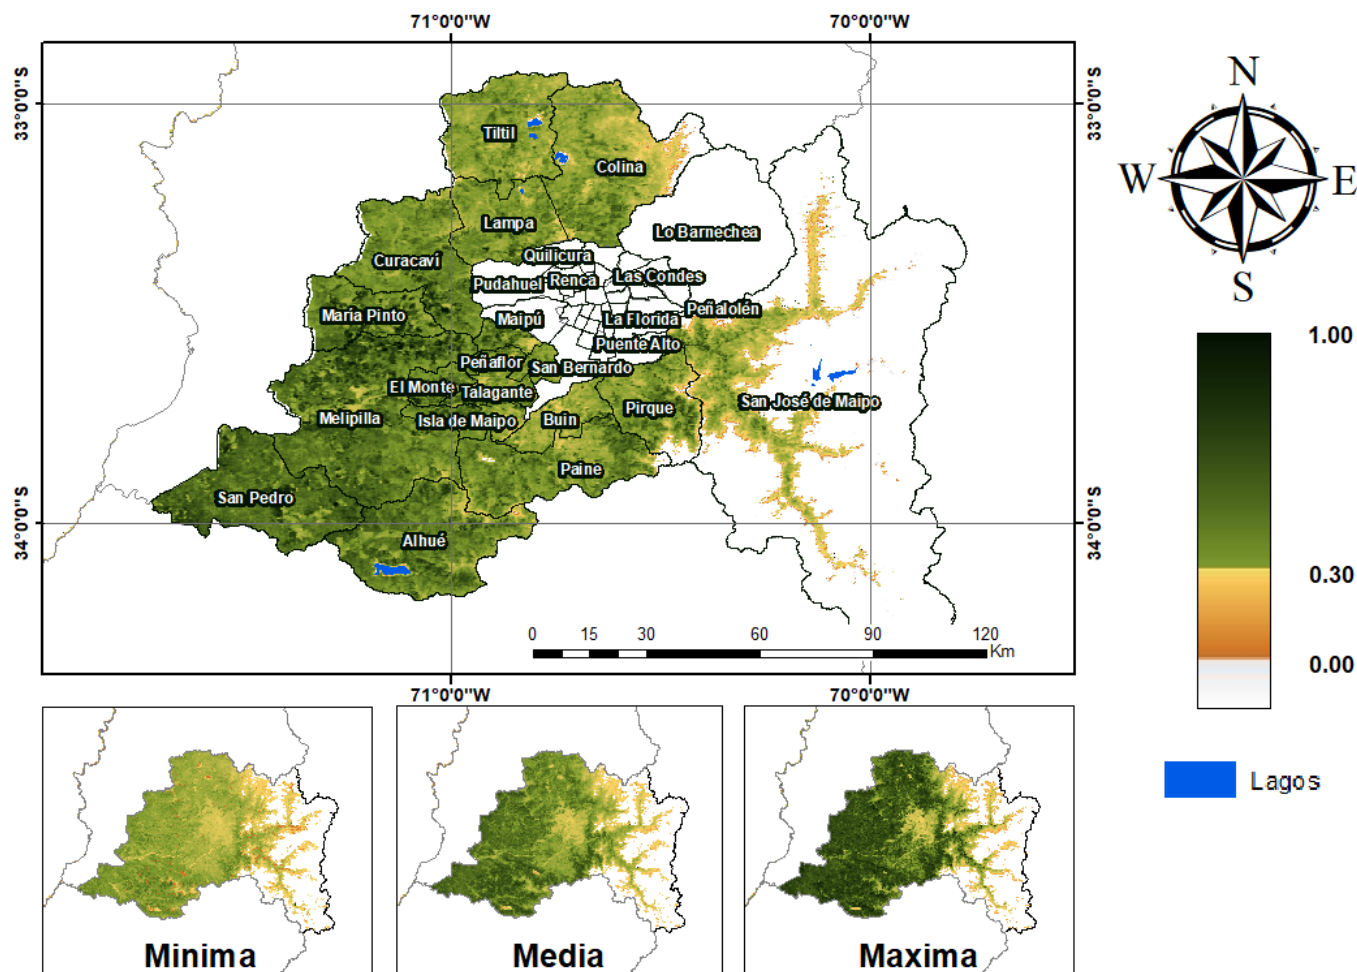 71°0'0"W
70°0'0"W
33°0'0"S
33°0'0"S
N
W
E
S
Tiltil
Colina
Lampa
Lo Barnechea
Quilicura
Curacaví
Pudahuel
Renca
Las Condes
María Pinto
Maipú
La Florida
Peñalolén
Puente Alto
Peñaflor
San Bernardo
El Monte
Talagante
San José de Maipo
Melipilla
Isla de Maipo
Buin
Pirque
Paine
San Pedro
Alhué
34°0'0"S
34°0'0"S
0 15 30 60 90 120
Km
71°0'0"W
70°0'0"W
1.00
0.30
0.00
Lagos
Minima
Media
Maxima